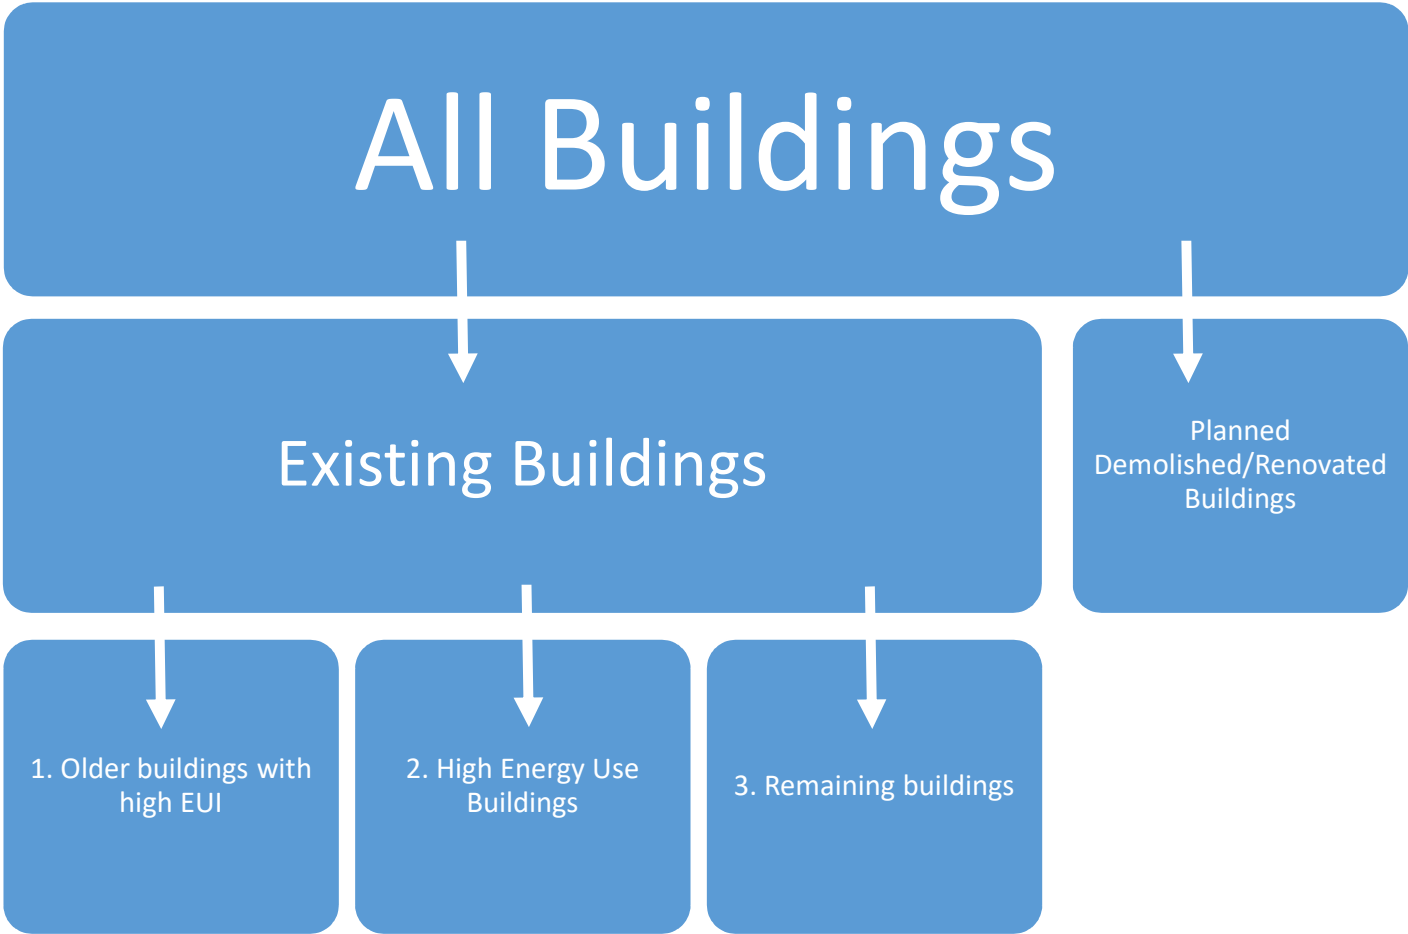 All Buildings
Existing Buildings
Planned
Demolished/Renovated
Buildings
1. Older buildings with
high EUI
2. High Energy Use
Buildings
3. Remaining buildings